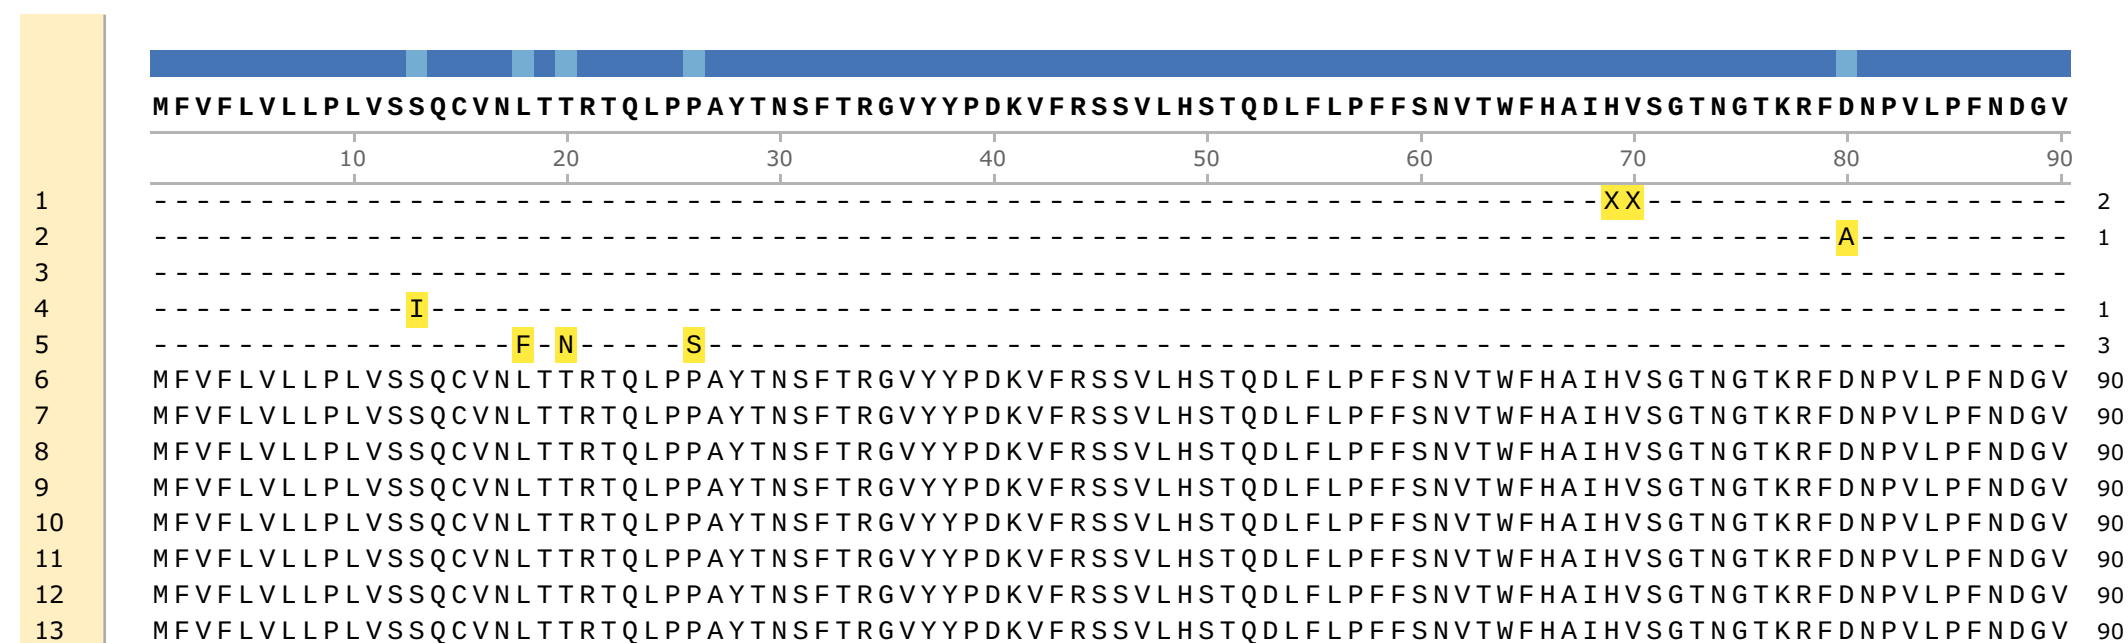 MFVFLVLLPLVSSQCVNLTTRTQLPPAYTNSFTRGVYYPDKVFRSSVLHSTQDLFLPFFSNVTWFHAIHVSGTNGTKRFDNPVLPFNDGV
10 20 30 40 50 60 70 80 90
1 --------------------------------------------------------------------XX-------------------- 2
2 -------------------------------------------------------------------------------A---------- 1
3 ------------------------------------------------------------------------------------------
4 ------------I----------------------------------------------------------------------------- 1
5 -----------------F-N-----S---------------------------------------------------------------- 3
6 MFVFLVLLPLVSSQCVNLTTRTQLPPAYTNSFTRGVYYPDKVFRSSVLHSTQDLFLPFFSNVTWFHAIHVSGTNGTKRFDNPVLPFNDGV 90
7 MFVFLVLLPLVSSQCVNLTTRTQLPPAYTNSFTRGVYYPDKVFRSSVLHSTQDLFLPFFSNVTWFHAIHVSGTNGTKRFDNPVLPFNDGV 90
8 MFVFLVLLPLVSSQCVNLTTRTQLPPAYTNSFTRGVYYPDKVFRSSVLHSTQDLFLPFFSNVTWFHAIHVSGTNGTKRFDNPVLPFNDGV 90
9 MFVFLVLLPLVSSQCVNLTTRTQLPPAYTNSFTRGVYYPDKVFRSSVLHSTQDLFLPFFSNVTWFHAIHVSGTNGTKRFDNPVLPFNDGV 90
10 MFVFLVLLPLVSSQCVNLTTRTQLPPAYTNSFTRGVYYPDKVFRSSVLHSTQDLFLPFFSNVTWFHAIHVSGTNGTKRFDNPVLPFNDGV 90
11 MFVFLVLLPLVSSQCVNLTTRTQLPPAYTNSFTRGVYYPDKVFRSSVLHSTQDLFLPFFSNVTWFHAIHVSGTNGTKRFDNPVLPFNDGV 90
12 MFVFLVLLPLVSSQCVNLTTRTQLPPAYTNSFTRGVYYPDKVFRSSVLHSTQDLFLPFFSNVTWFHAIHVSGTNGTKRFDNPVLPFNDGV 90
13 MFVFLVLLPLVSSQCVNLTTRTQLPPAYTNSFTRGVYYPDKVFRSSVLHSTQDLFLPFFSNVTWFHAIHVSGTNGTKRFDNPVLPFNDGV 90